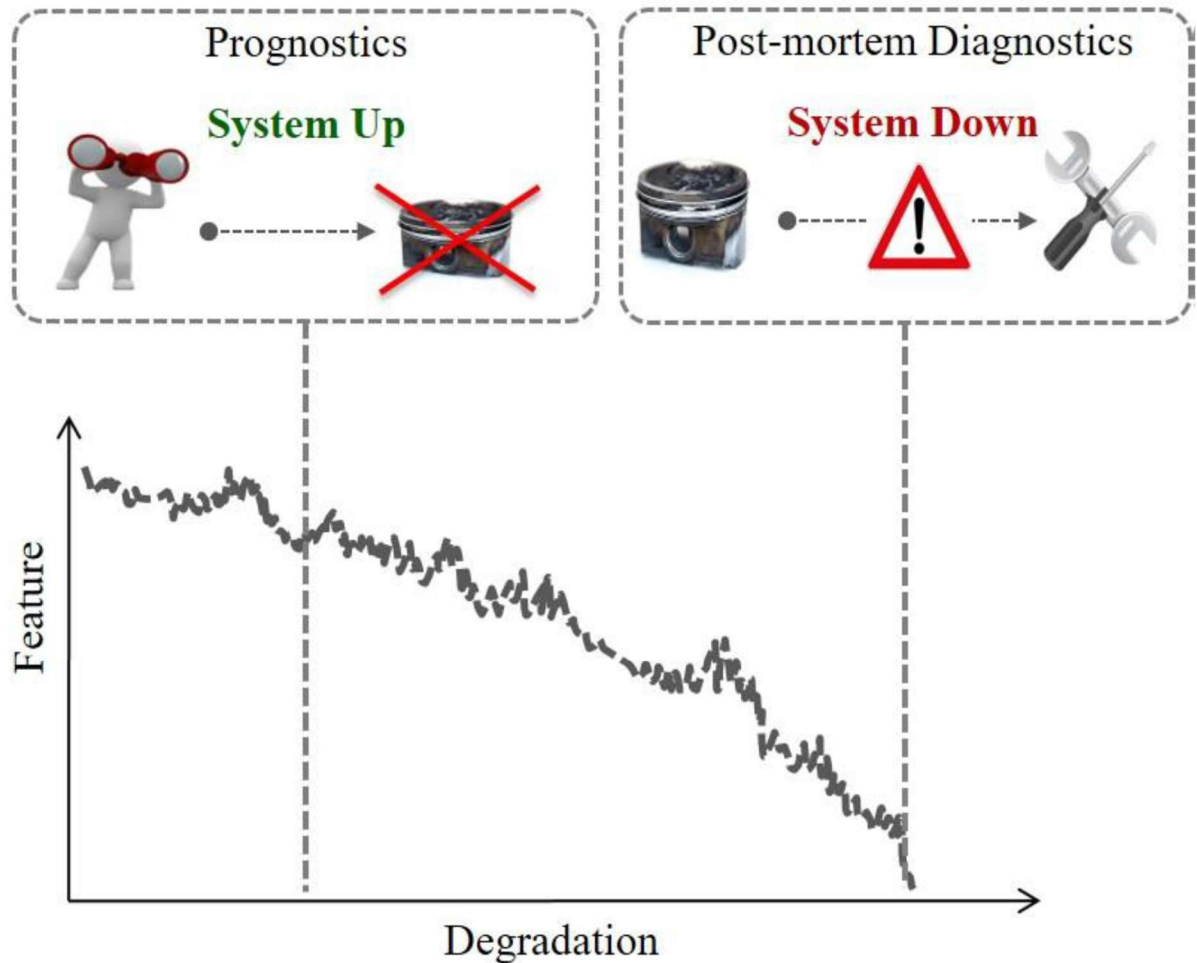 Prognostics
System Up
Post-mortem Diagnostics
System Down
Feature
Degradation